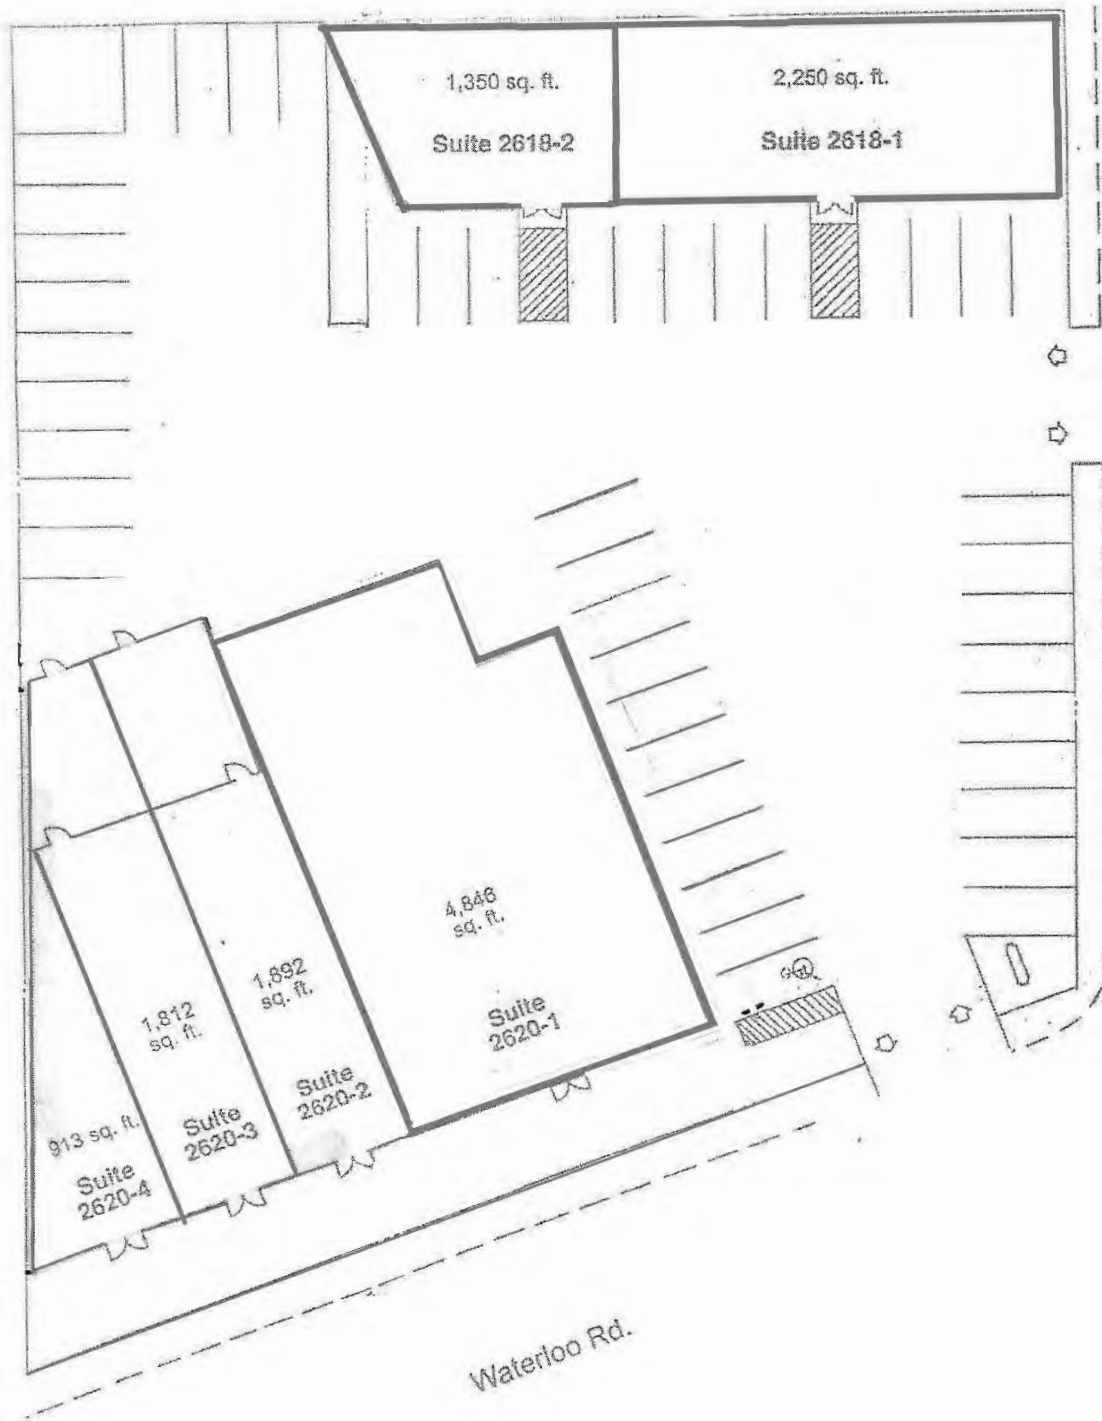 1,350 sq. ft.
Suite 2618-2
2,250 sq. ft.
Suite 2618-1
4,846
sq. ft.
Suite
2620-1
1,892
sq. ft.
Suite
2620-2
1,812
sq. ft.
Suite
2620-3
913 sq. ft.
Suite
2620-4
Waterloo Rd.